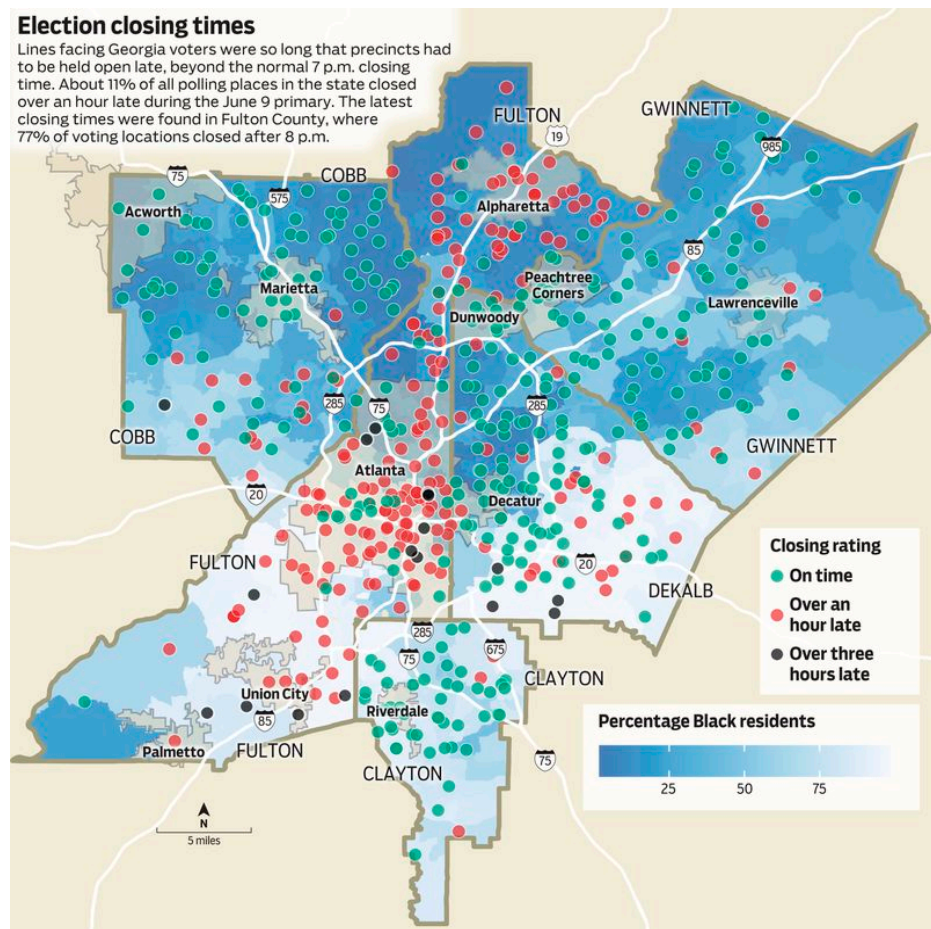 Election closing times
Lines facing Georgia voters were so long that precincts had
to be held open late, beyond the normal 7 p.m. closing
time. About 11% of all polling places in the state closed
over an hour late during the June 9 primary. The latest
closing times were found in Fulton County, where
77% of voting locations closed after 8 p.m.
FULTON
GWINNETT
19
985
75
COBB
575
Acworth
Alpharetta
85
Peachtree
Corners
Marietta
Lawrenceville
Dunwoody
285
75
285
COBB
GWINNETT
Atlanta
20
Decatur
FULTON
20
DEKALB
285
75
675
CLAYTON
Union City
85
Riverdale
Palmetto
FULTON
CLAYTON
75
N
5 miles
Closing rating
On time
Over an
hour late
Over three
hours late
Percentage Black residents
25
50
75